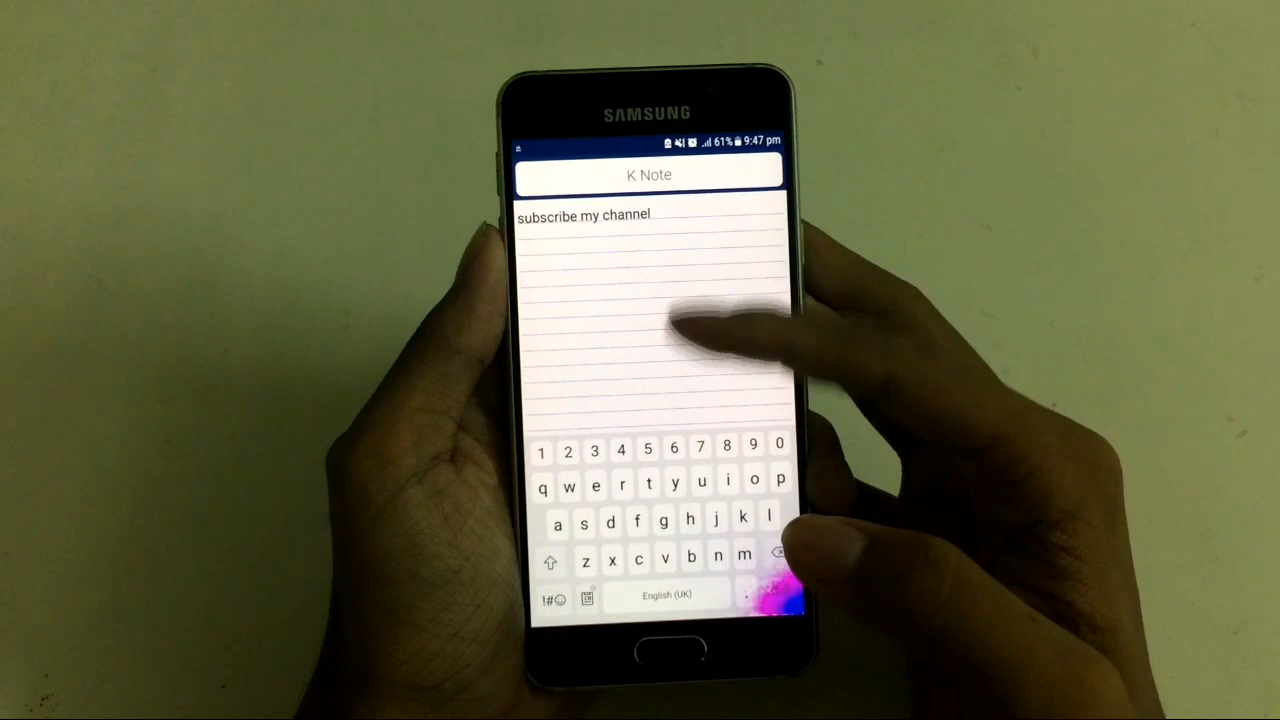 SAMSUNG
61% 9:47 pm
K Note
subscribe my channel
1 2 3 4 5 6 7 8 9 0
q w e r t y u i o p
a s d f g h j k l
z x c v b n m
!#☺ English (UK) .